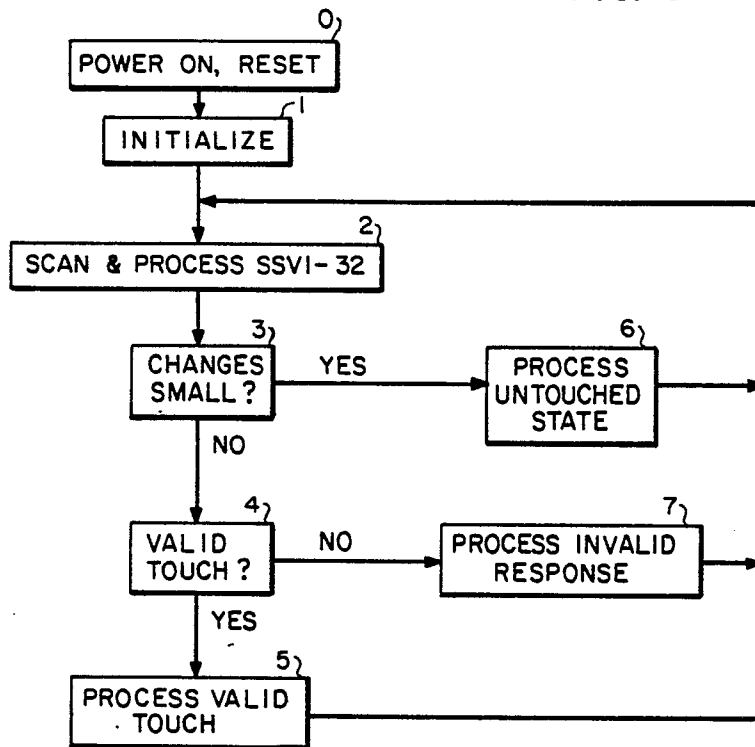 0
POWER ON, RESET
1
INITIALIZE
2
SCAN & PROCESS SSV1-32
3
CHANGES
SMALL?
YES
6
PROCESS
UNTOUCHED
STATE
NO
4
VALID
TOUCH?
NO
7
PROCESS INVALID
RESPONSE
YES
5
PROCESS VALID
TOUCH